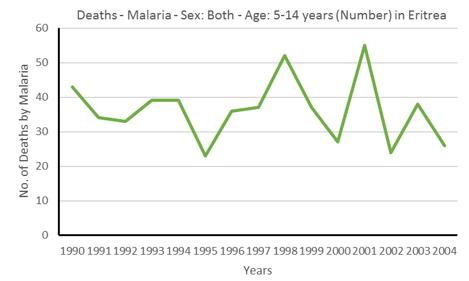 Deaths - Malaria - Sex: Both - Age: 5-14 years (Number) in Eritrea
60
50
40
30
20
10
0
No. of Deaths by Malaria
1990 1991 1992 1993 1994 1995 1996 1997 1998 1999 2000 2001 2002 2003 2004
Years